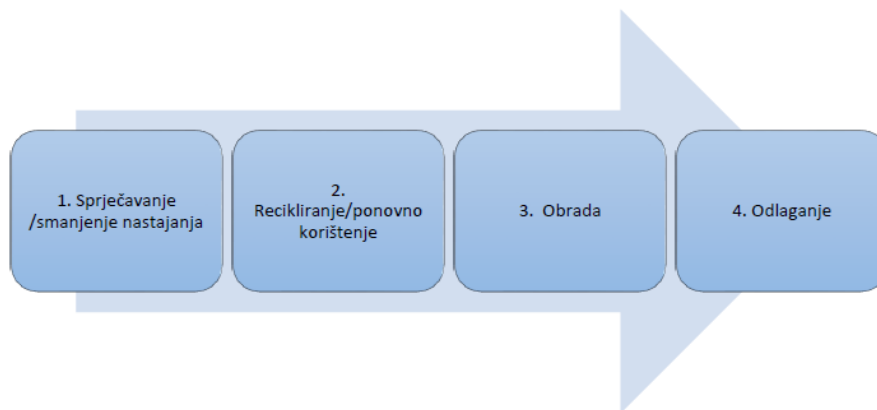 1. Sprječavanje
/smanjenje nastajanja
2.
Recikliranje/ponovno
korištenje
3. Obrada
4. Odlaganje